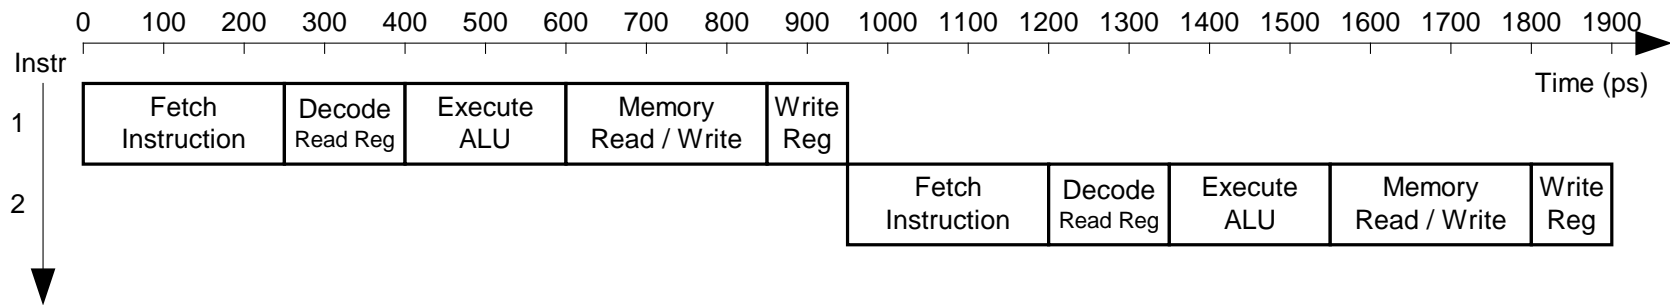 0 100 200 300 400 500 600 700 800 900 1000 1100 1200 1300 1400 1500 1600 1700 1800 1900
Instr
Time (ps)
1
Fetch
Instruction
Decode
Read Reg
Execute
ALU
Memory
Read / Write
Write
Reg
2
Fetch
Instruction
Decode
Read Reg
Execute
ALU
Memory
Read / Write
Write
Reg